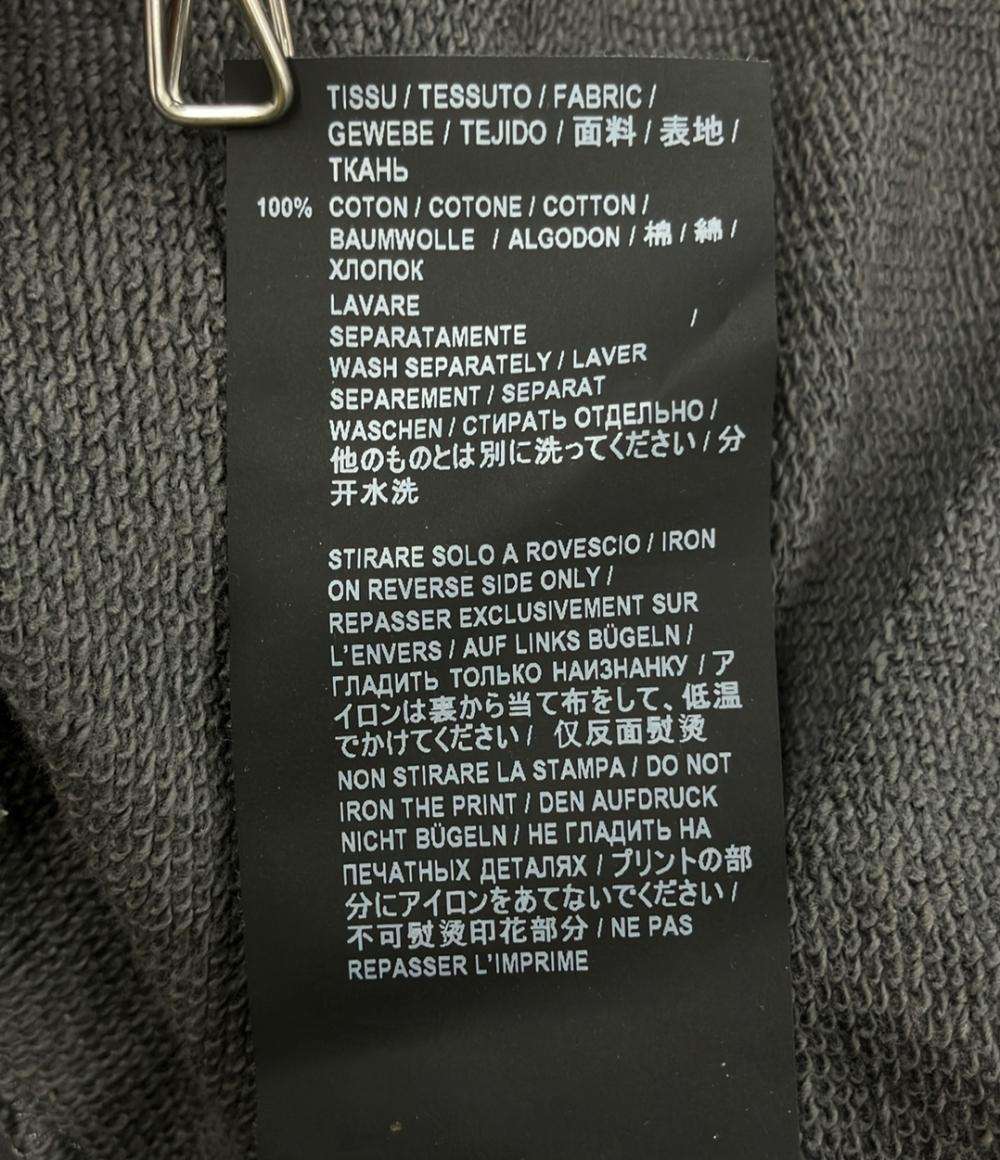 TISSU / TESSUTO / FABRIC /
GEWEBE / TEJIDO / 面料 / 表地 /
ТКАНЬ
100% COTON / COTONE / COTTON /
BAUMWOLLE / ALGODON / 棉 / 綿 /
ХЛОПОК
LAVARE
SEPARATAMENTE /
WASH SEPARATELY / LAVER
SEPAREMENT / SEPARAT
WASCHEN / СТИРАТЬ ОТДЕЛЬНО /
他のものとは別に洗ってください / 分
开水洗
STIRARE SOLO A ROVESCIO / IRON
ON REVERSE SIDE ONLY /
REPASSER EXCLUSIVEMENT SUR
L'ENVERS / AUF LINKS BÜGELN /
ГЛАДИТЬ ТОЛЬКО НАИЗНАНКУ / ア
イロンは裏から当て布をして、低温
でかけてください / 仅反面熨烫
NON STIRARE LA STAMPA / DO NOT
IRON THE PRINT / DEN AUFDRUCK
NICHT BÜGELN / НЕ ГЛАДИТЬ НА
ПЕЧАТНЫХ ДЕТАЛЯХ / プリントの部
分にアイロンをあてないでください /
不可熨烫印花部分 / NE PAS
REPASSER L'IMPRIME